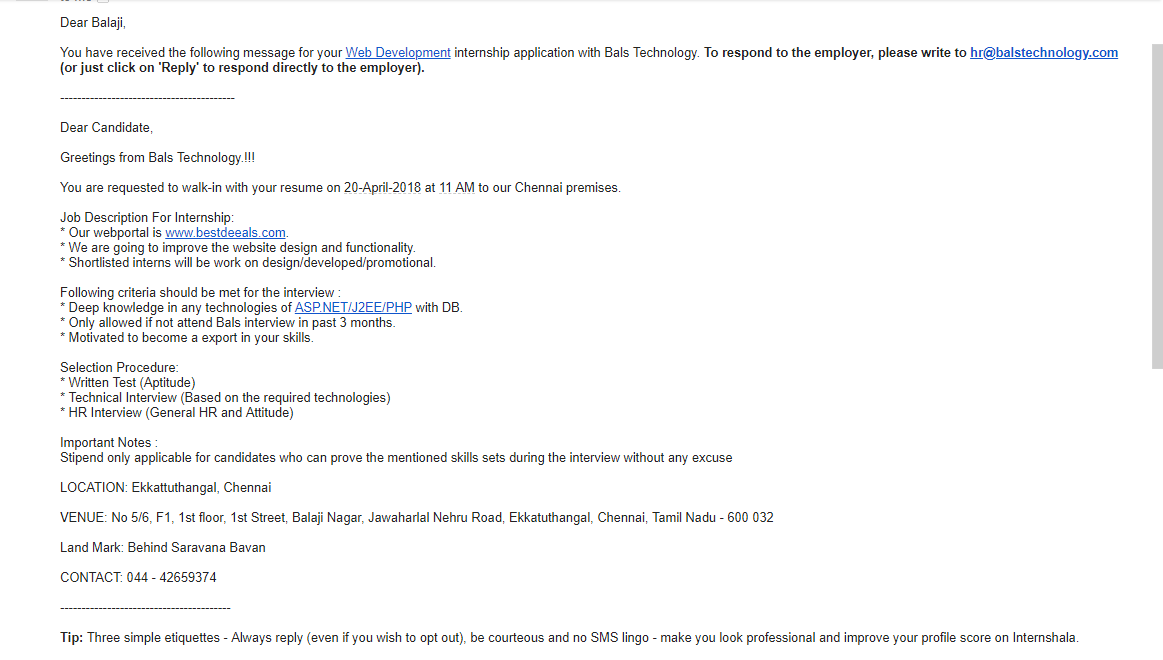 Dear Balaji,
You have received the following message for your Web Development internship application with Bals Technology. To respond to the employer, please write to hr@balstechnology.com
(or just click on 'Reply' to respond directly to the employer).
-----------------------------------------
Dear Candidate,
Greetings from Bals Technology.!!!
You are requested to walk-in with your resume on 20-April-2018 at 11 AM to our Chennai premises.
Job Description For Internship:
* Our webportal is www.bestdeeals.com.
* We are going to improve the website design and functionality.
* Shortlisted interns will be work on design/developed/promotional.
Following criteria should be met for the interview :
* Deep knowledge in any technologies of ASP.NET/J2EE/PHP with DB.
* Only allowed if not attend Bals interview in past 3 months.
* Motivated to become a export in your skills.
Selection Procedure:
* Written Test (Aptitude)
* Technical Interview (Based on the required technologies)
* HR Interview (General HR and Attitude)
Important Notes :
Stipend only applicable for candidates who can prove the mentioned skills sets during the interview without any excuse
LOCATION: Ekkattuthangal, Chennai
VENUE: No 5/6, F1, 1st floor, 1st Street, Balaji Nagar, Jawaharlal Nehru Road, Ekkatuthangal, Chennai, Tamil Nadu - 600 032
Land Mark: Behind Saravana Bavan
CONTACT: 044 - 42659374
----------------------------------------
Tip: Three simple etiquettes - Always reply (even if you wish to opt out), be courteous and no SMS lingo - make you look professional and improve your profile score on Internshala.